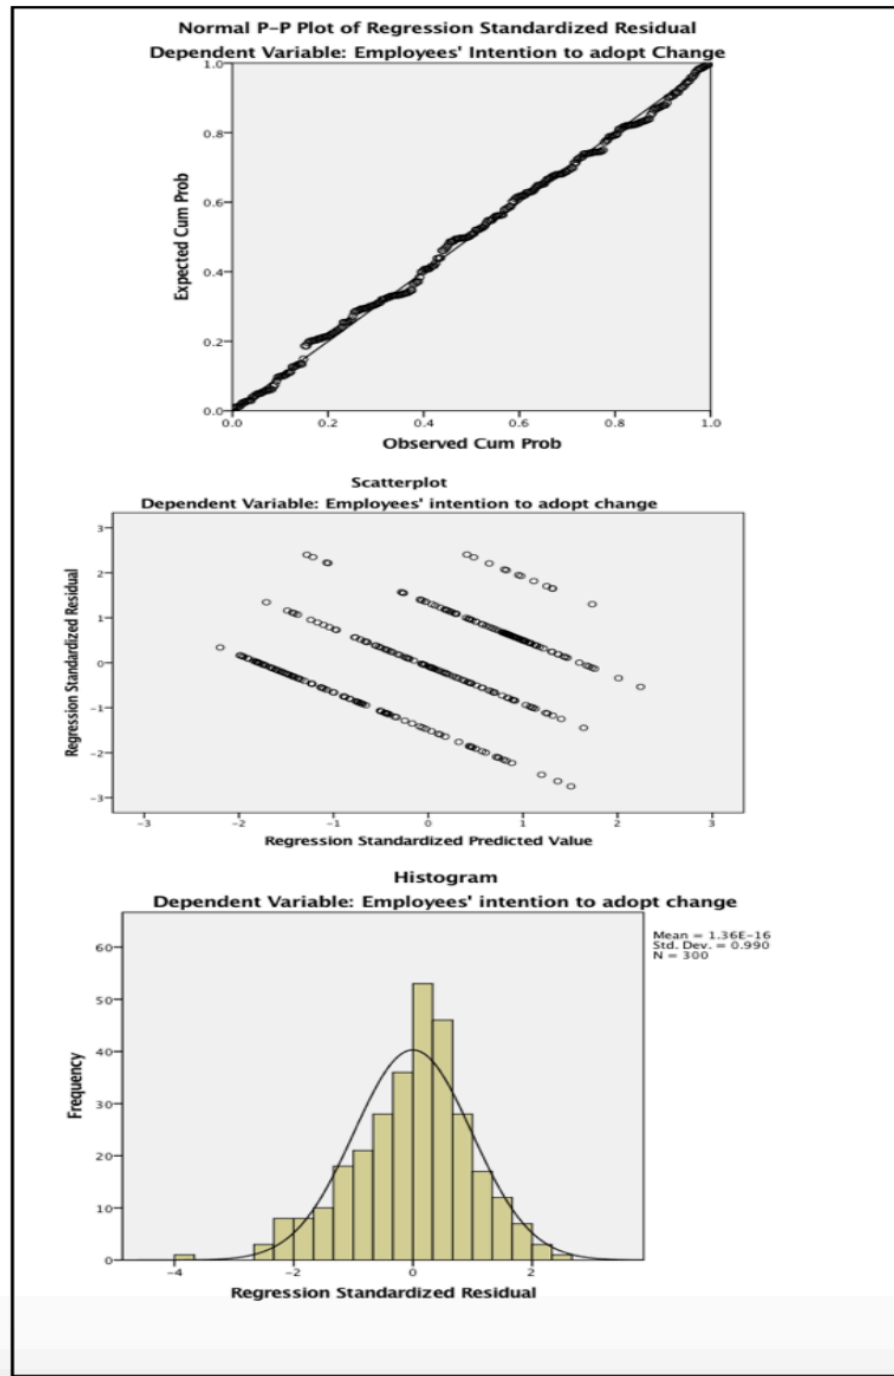 Normal P-P Plot of Regression Standardized Residual
Dependent Variable: Employees' Intention to adopt Change
1.0
0.8
0.6
0.4
0.2
0.0
Expected Cum Prob
0.0 0.2 0.4 0.6 0.8 1.0
Observed Cum Prob
Scatterplot
Dependent Variable: Employees' intention to adopt change
3
2
1
0
-1
-2
-3
Regression Standardized Residual
-3 -2 -1 0 1 2 3
Regression Standardized Predicted Value
Histogram
Dependent Variable: Employees' intention to adopt change
Mean = 1.36E-16
Std. Dev. = 0.990
N = 300
60
50
40
30
20
10
0
Frequency
-4 -2 0 2
Regression Standardized Residual